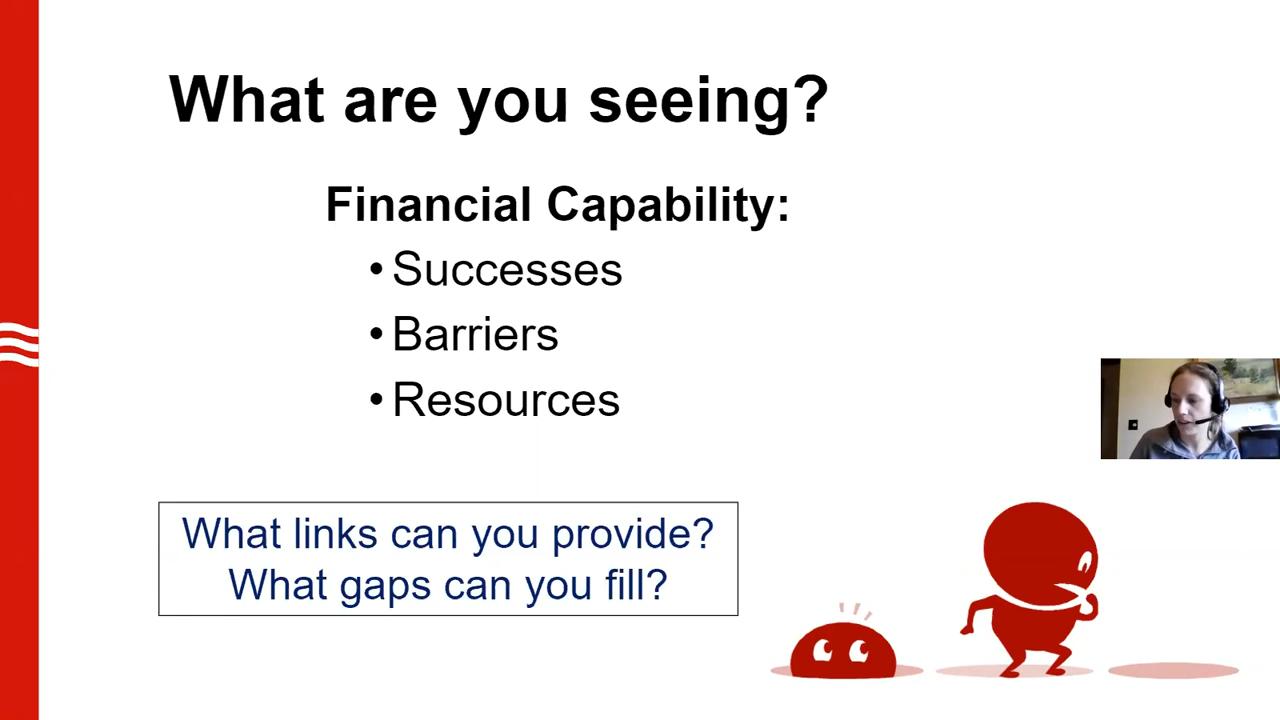 What are you seeing?
Financial Capability:
• Successes
• Barriers
• Resources
What links can you provide?
What gaps can you fill?